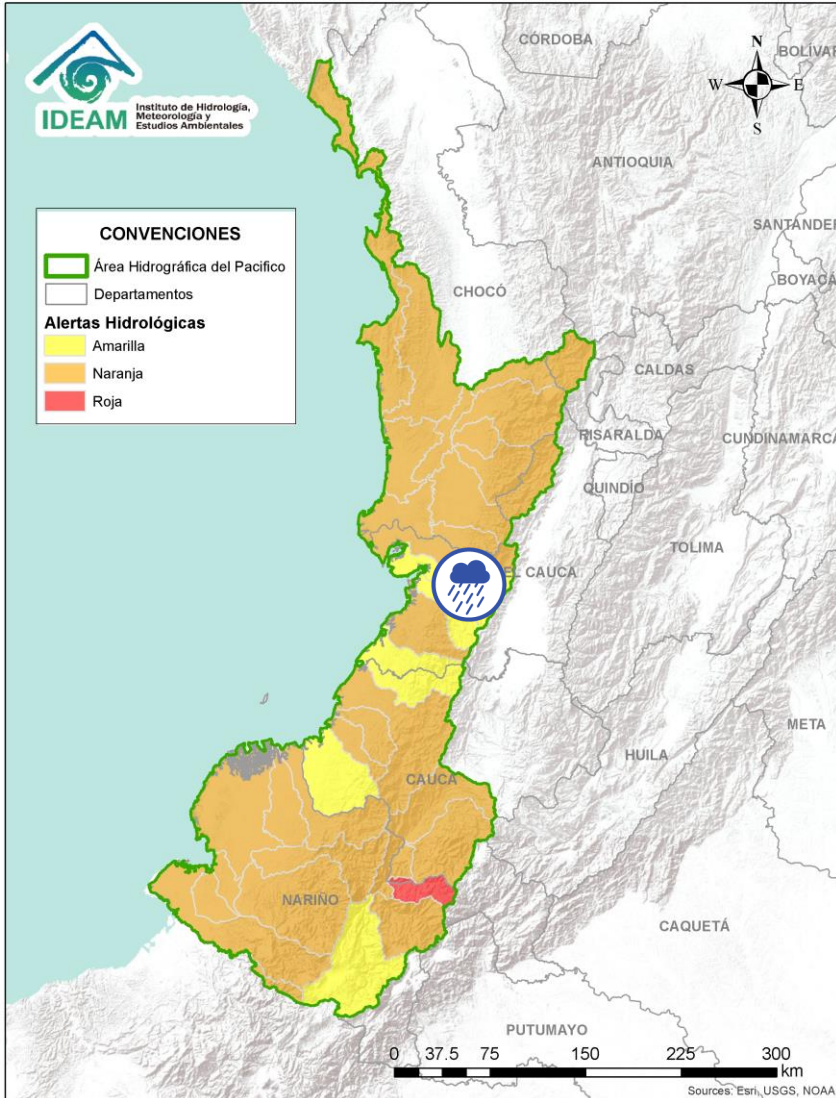 IDEAM
Instituto de Hidrología,
Meteorología y
Estudios Ambientales
N
W
E
S
CONVENCIONES
Área Hidrográfica del Pacifico
Departamentos
Alertas Hidrológicas
Amarilla
Naranja
Roja
CÓRDOBA
BOLÍVAR
ANTIOQUIA
SANTANDER
BOYACÁ
CHOCÓ
CALDAS
RISARALDA
CUNDINAMARCA
QUINDÍO
TOLIMA
EL CAUCA
META
HUILA
CAUCA
NARIÑO
CAQUETÁ
PUTUMAYO
0 37.5 75 150 225 300
km
Sources: Esri, USGS, NOAA